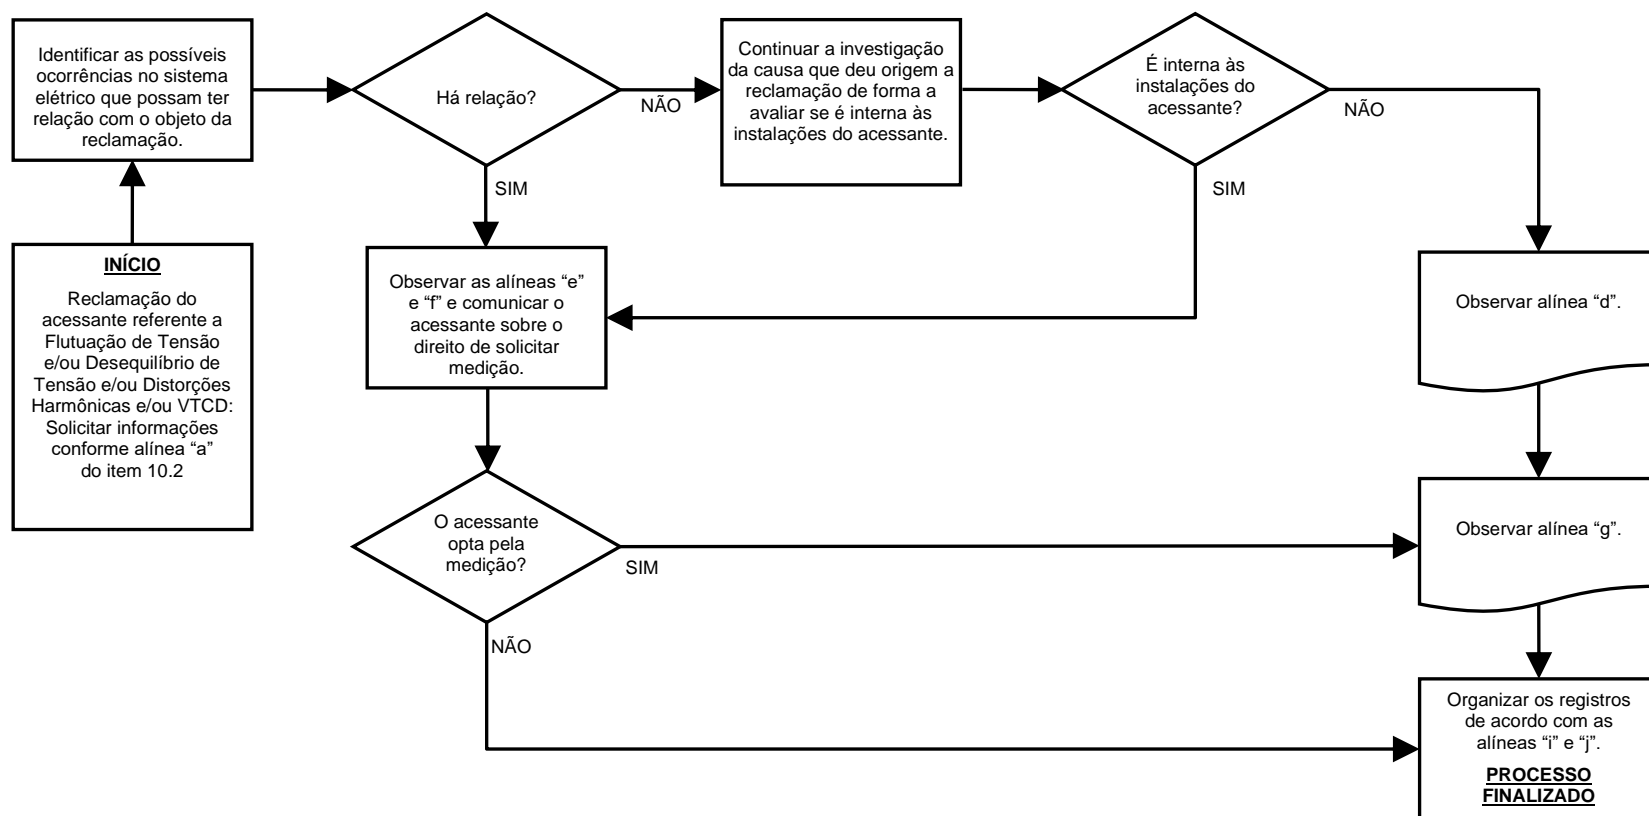 Identificar as possíveis
ocorrências no sistema
elétrico que possam ter
relação com o objeto da
reclamação.
Há relação?
NÃO
SIM
Continuar a investigação
da causa que deu origem a
reclamação de forma a
avaliar se é interna às
instalações do acessante.
É interna às
instalações do
acessante?
NÃO
SIM
INÍCIO
Reclamação do
acessante referente a
Flutuação de Tensão
e/ou Desequilíbrio de
Tensão e/ou Distorções
Harmônicas e/ou VTCD:
Solicitar informações
conforme alínea “a”
do item 10.2
Observar as alíneas “e”
e “f” e comunicar o
acessante sobre o
direito de solicitar
medição.
Observar alínea “d”.
O acessante
opta pela
medição?
SIM
NÃO
Observar alínea “g”.
Organizar os registros
de acordo com as
alíneas “i” e “j”.
PROCESSO
FINALIZADO